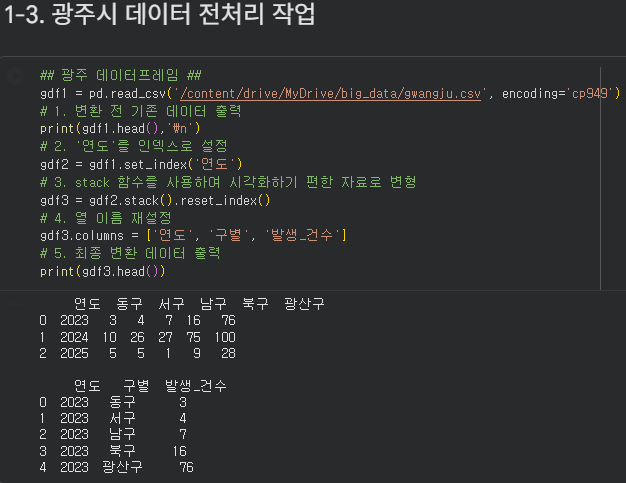 1-3. 광주시 데이터 전처리 작업
## 광주 데이터프레임 ##
gdf1 = pd.read_csv('/content/drive/MyDrive/big_data/gwangju.csv', encoding='cp949')
# 1. 변환 전 기존 데이터 출력
print(gdf1.head(),'₩n')
# 2. '연도'를 인덱스로 설정
gdf2 = gdf1.set_index('연도')
# 3. stack 함수를 사용하여 시각화하기 편한 자료로 변형
gdf3 = gdf2.stack().reset_index()
# 4. 열 이름 재설정
gdf3.columns = ['연도', '구별', '발생_건수']
# 5. 최종 변환 데이터 출력
print(gdf3.head())
연도 동구 서구 남구 북구 광산구
0 2023 3 4 7 16 76
1 2024 10 26 27 75 100
2 2025 5 5 1 9 28
연도 구별 발생_건수
0 2023 동구 3
1 2023 서구 4
2 2023 남구 7
3 2023 북구 16
4 2023 광산구 76